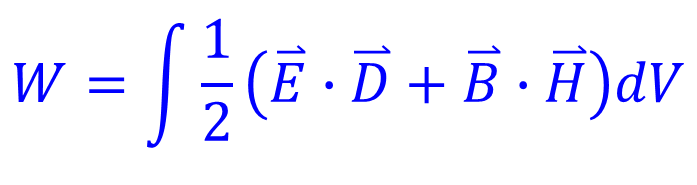 W = ∫ 1/2 (E⃗ · D⃗ + B⃗ · H⃗) dV